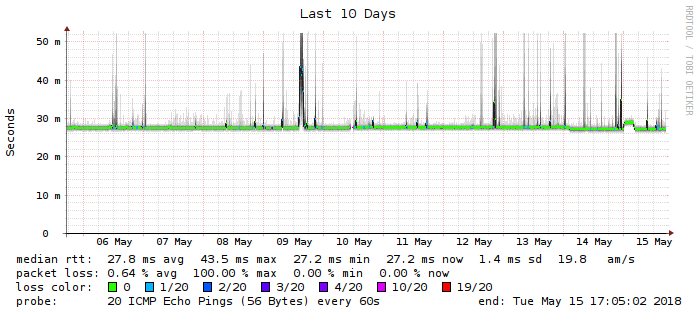 Last 10 Days
RRDTOOL / TOBI OETIKER
Seconds
50 m
40 m
30 m
20 m
10 m
0
06 May 07 May 08 May 09 May 10 May 11 May 12 May 13 May 14 May 15 May
median rtt: 27.8 ms avg 43.5 ms max 27.2 ms min 27.2 ms now 1.4 ms sd 19.8 am/s
packet loss: 0.64 % avg 100.00 % max 0.00 % min 0.00 % now
loss color: 0 1/20 2/20 3/20 4/20 10/20 19/20
probe: 20 ICMP Echo Pings (56 Bytes) every 60s end: Tue May 15 17:05:02 2018